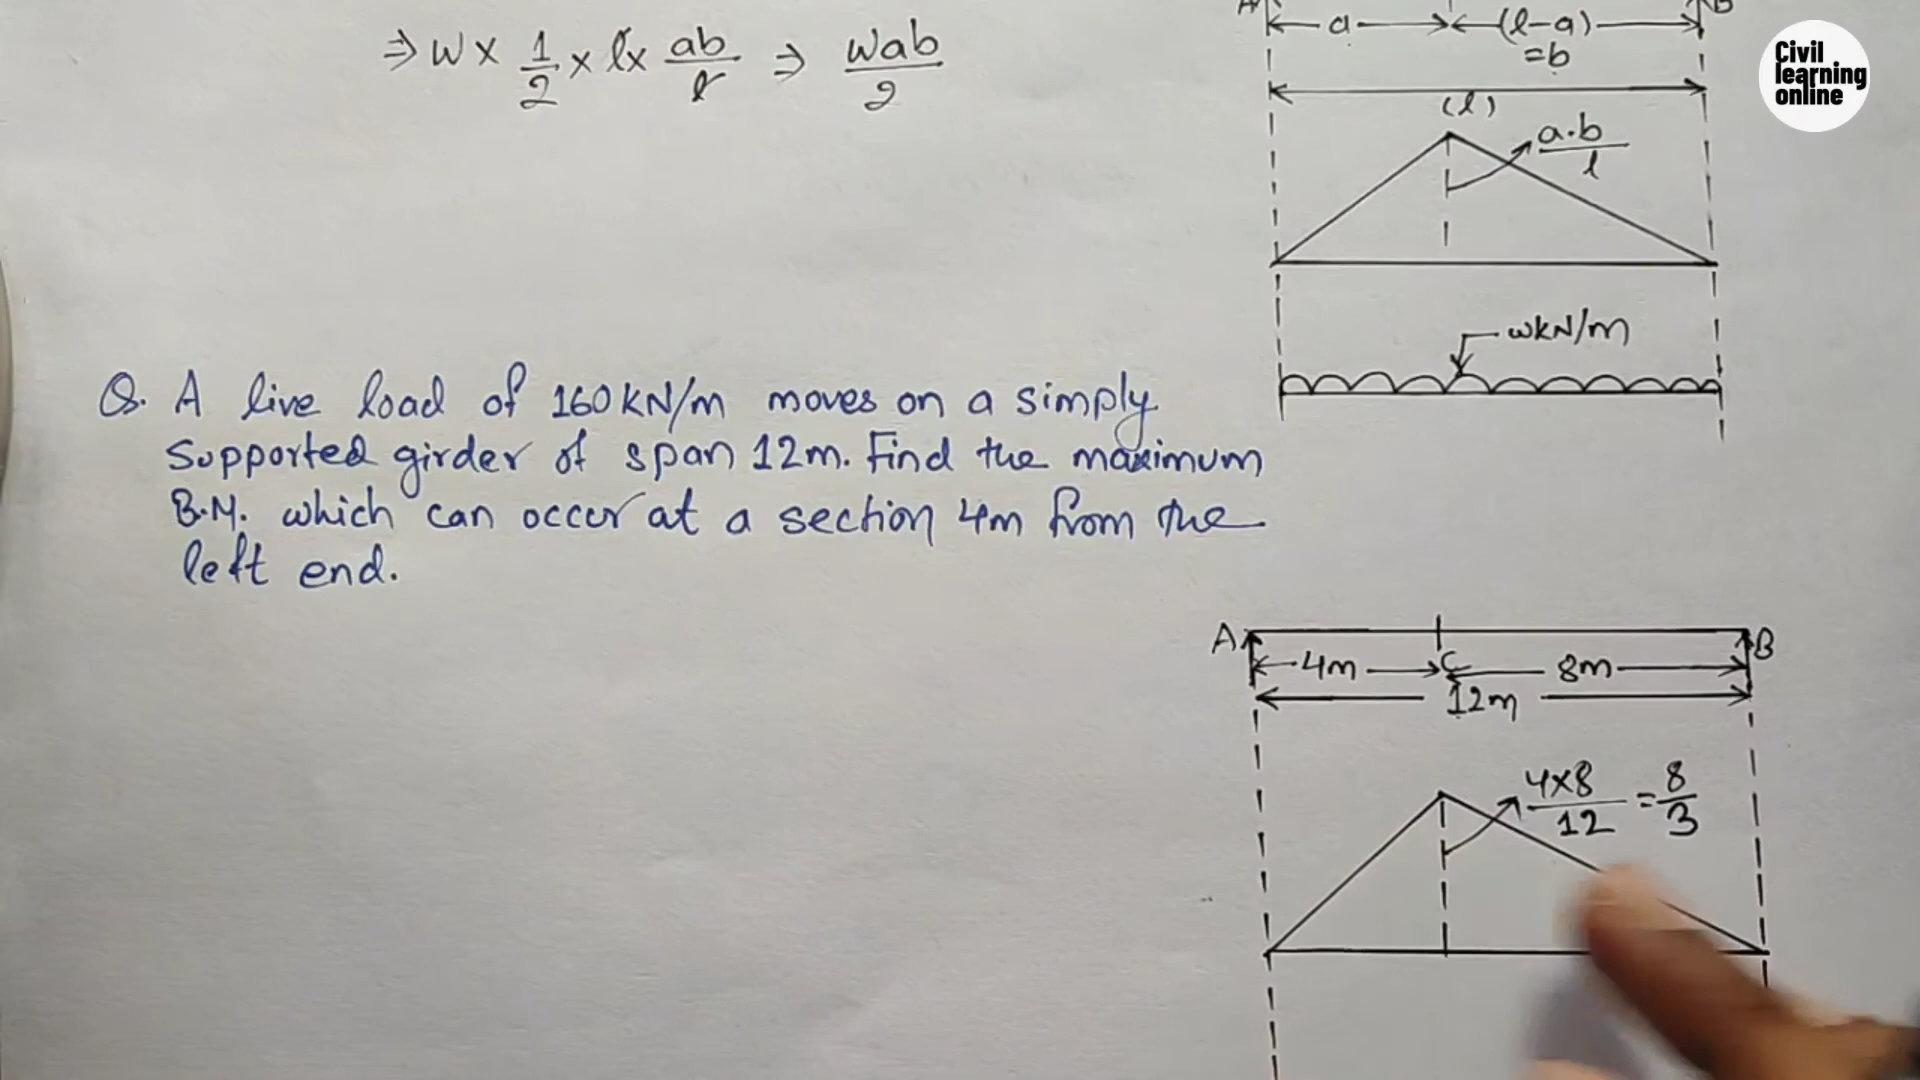 ⇒ W × 1/2 × l × ab/l ⇒ Wab/2
a (l-a)
=b
(l)
a.b/l
wkN/m
Civil
learning
online
Q. A live load of 160kN/m moves on a simply
supported girder of span 12m. Find the maximum
B.M. which can occur at a section 4m from the
left end.
A B
4m C 8m
12m
4×8/12 = 8/3